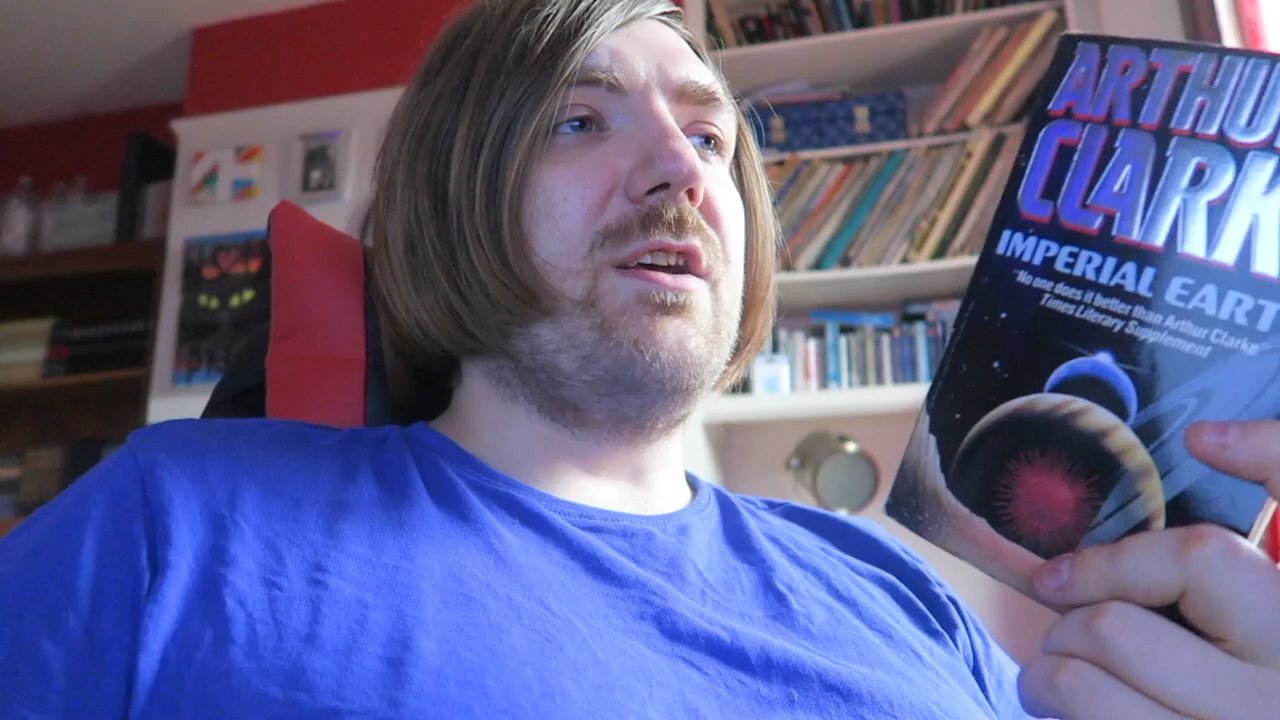 ARTHU
CLARK
IMPERIAL EART
"No one does it better than Arthur Clarke"
Times Literary Supplement